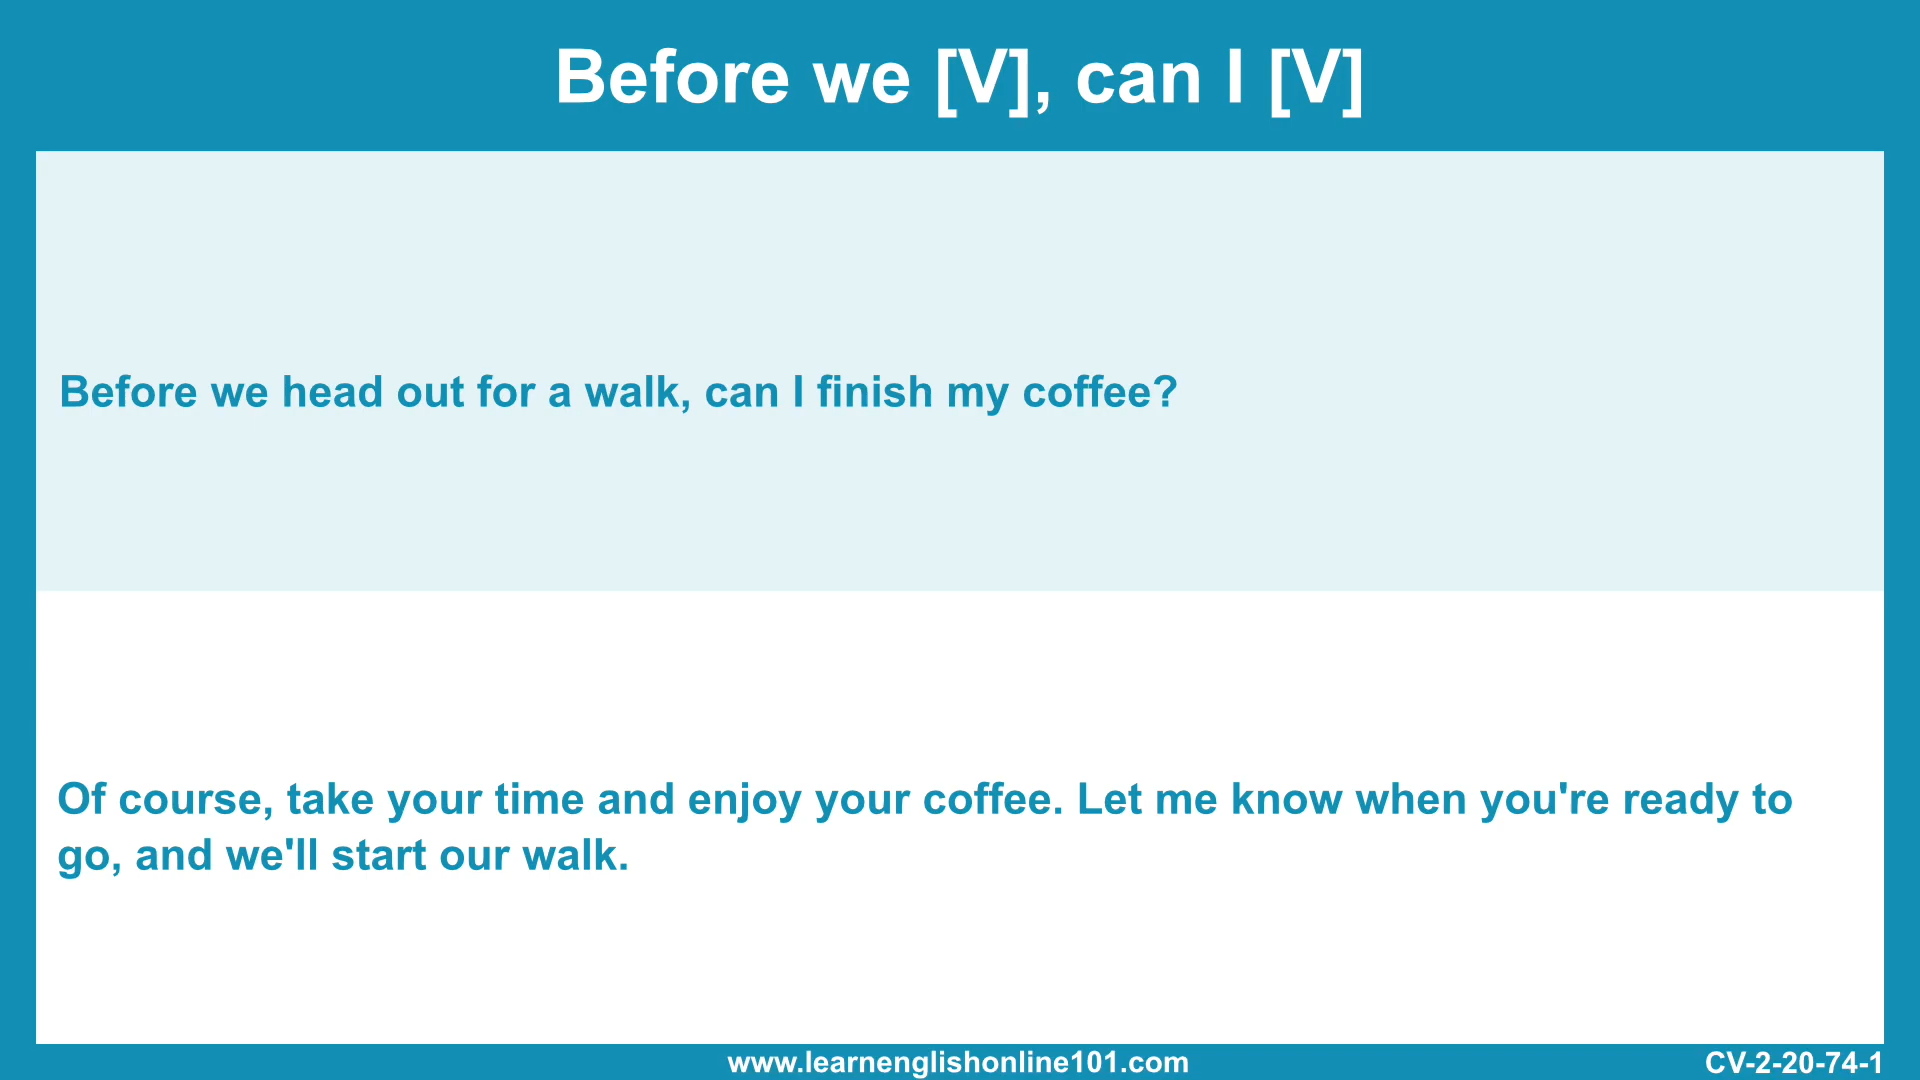 Before we [V], can I [V]
Before we head out for a walk, can I finish my coffee?
Of course, take your time and enjoy your coffee. Let me know when you're ready to
go, and we'll start our walk.
www.learnenglishonline101.com
CV-2-20-74-1